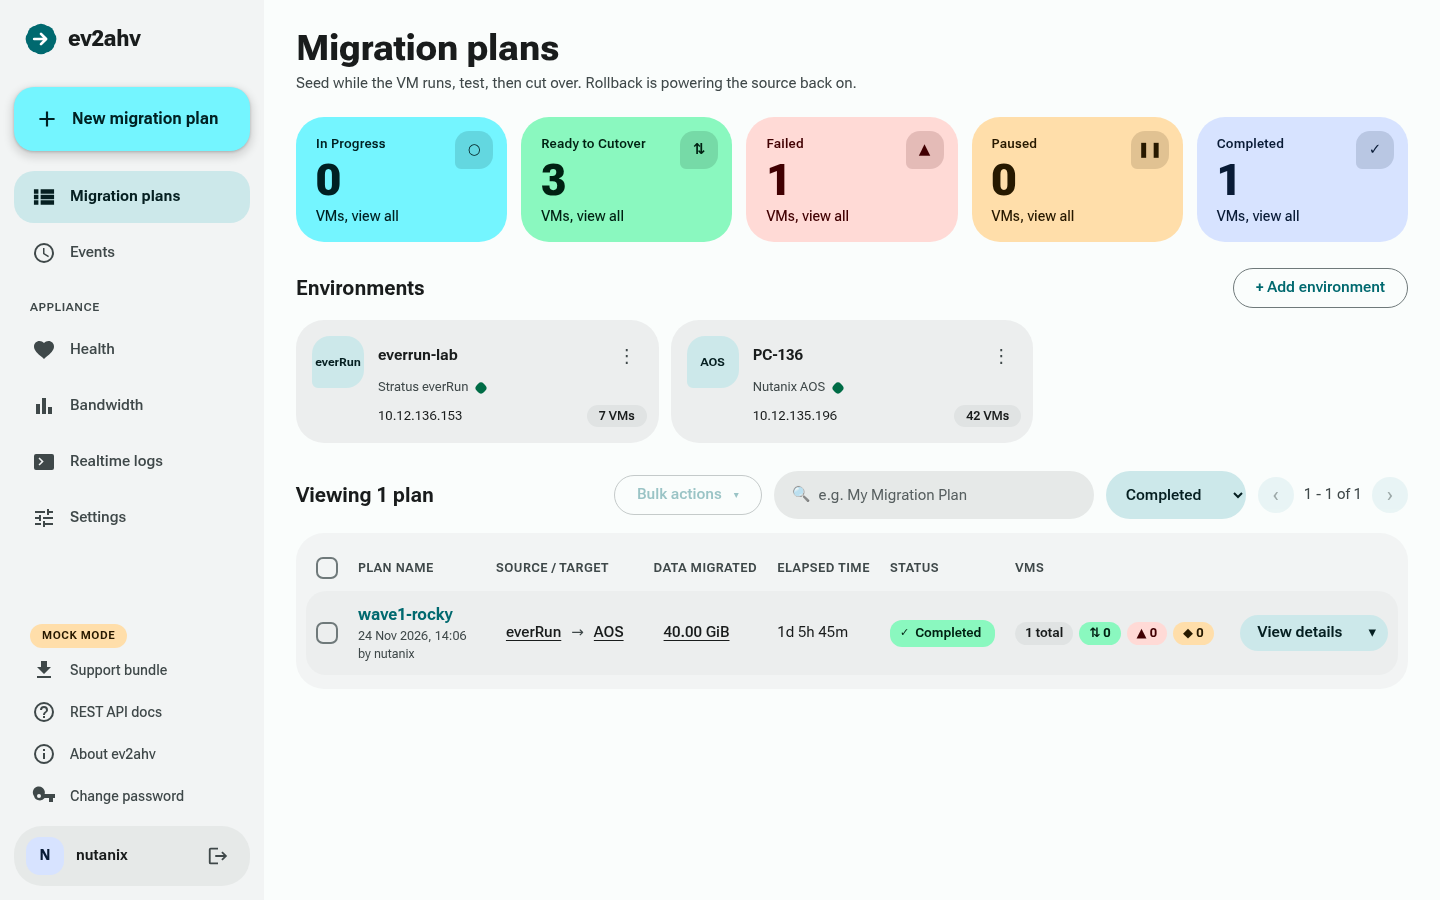 ev2ahv
New migration plan
Migration plans
Events
APPLIANCE
Health
Bandwidth
Realtime logs
Settings
MOCK MODE
Support bundle
REST API docs
About ev2ahv
Change password
N nutanix
Migration plans
Seed while the VM runs, test, then cut over. Rollback is powering the source back on.
In Progress
0
VMs, view all
Ready to Cutover
3
VMs, view all
Failed
1
VMs, view all
Paused
0
VMs, view all
Completed
1
VMs, view all
Environments
+ Add environment
everRun
everrun-lab
Stratus everRun
10.12.136.153
7 VMs
AOS
PC-136
Nutanix AOS
10.12.135.196
42 VMs
Viewing 1 plan
Bulk actions
e.g. My Migration Plan
Completed
1 - 1 of 1
PLAN NAME SOURCE / TARGET DATA MIGRATED ELAPSED TIME STATUS VMS
wave1-rocky
24 Nov 2026, 14:06
by nutanix
everRun → AOS
40.00 GiB
1d 5h 45m
✓ Completed
1 total
⇅ 0
▲ 0
◆ 0
View details